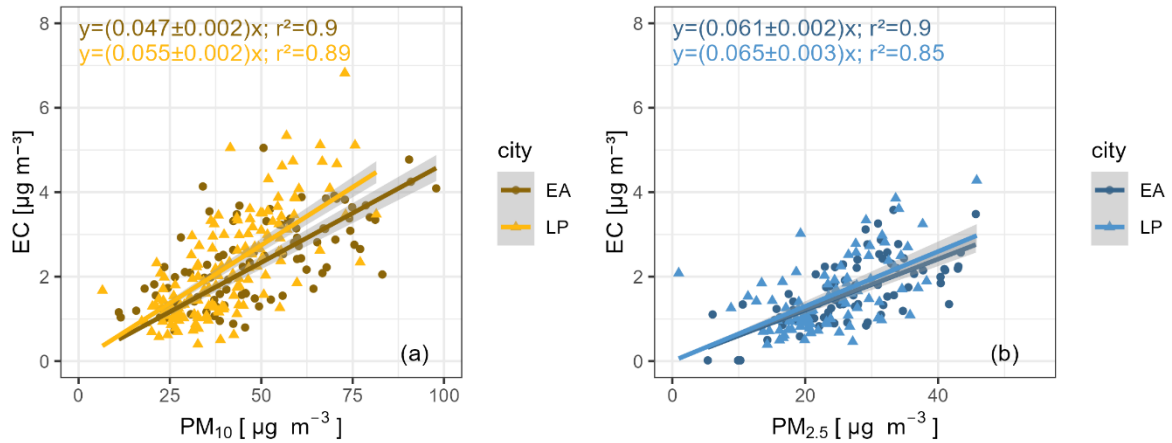 y=(0.047±0.002)x; r²=0.9
y=(0.055±0.002)x; r²=0.89
8
6
4
2
0
EC [µg m⁻³]
0 25 50 75 100
PM₁₀ [ µg m⁻³ ]
(a)
city
EA
LP
y=(0.061±0.002)x; r²=0.9
y=(0.065±0.003)x; r²=0.85
8
6
4
2
0
EC [µg m⁻³]
0 20 40
PM₂.₅ [ µg m⁻³ ]
(b)
city
EA
LP